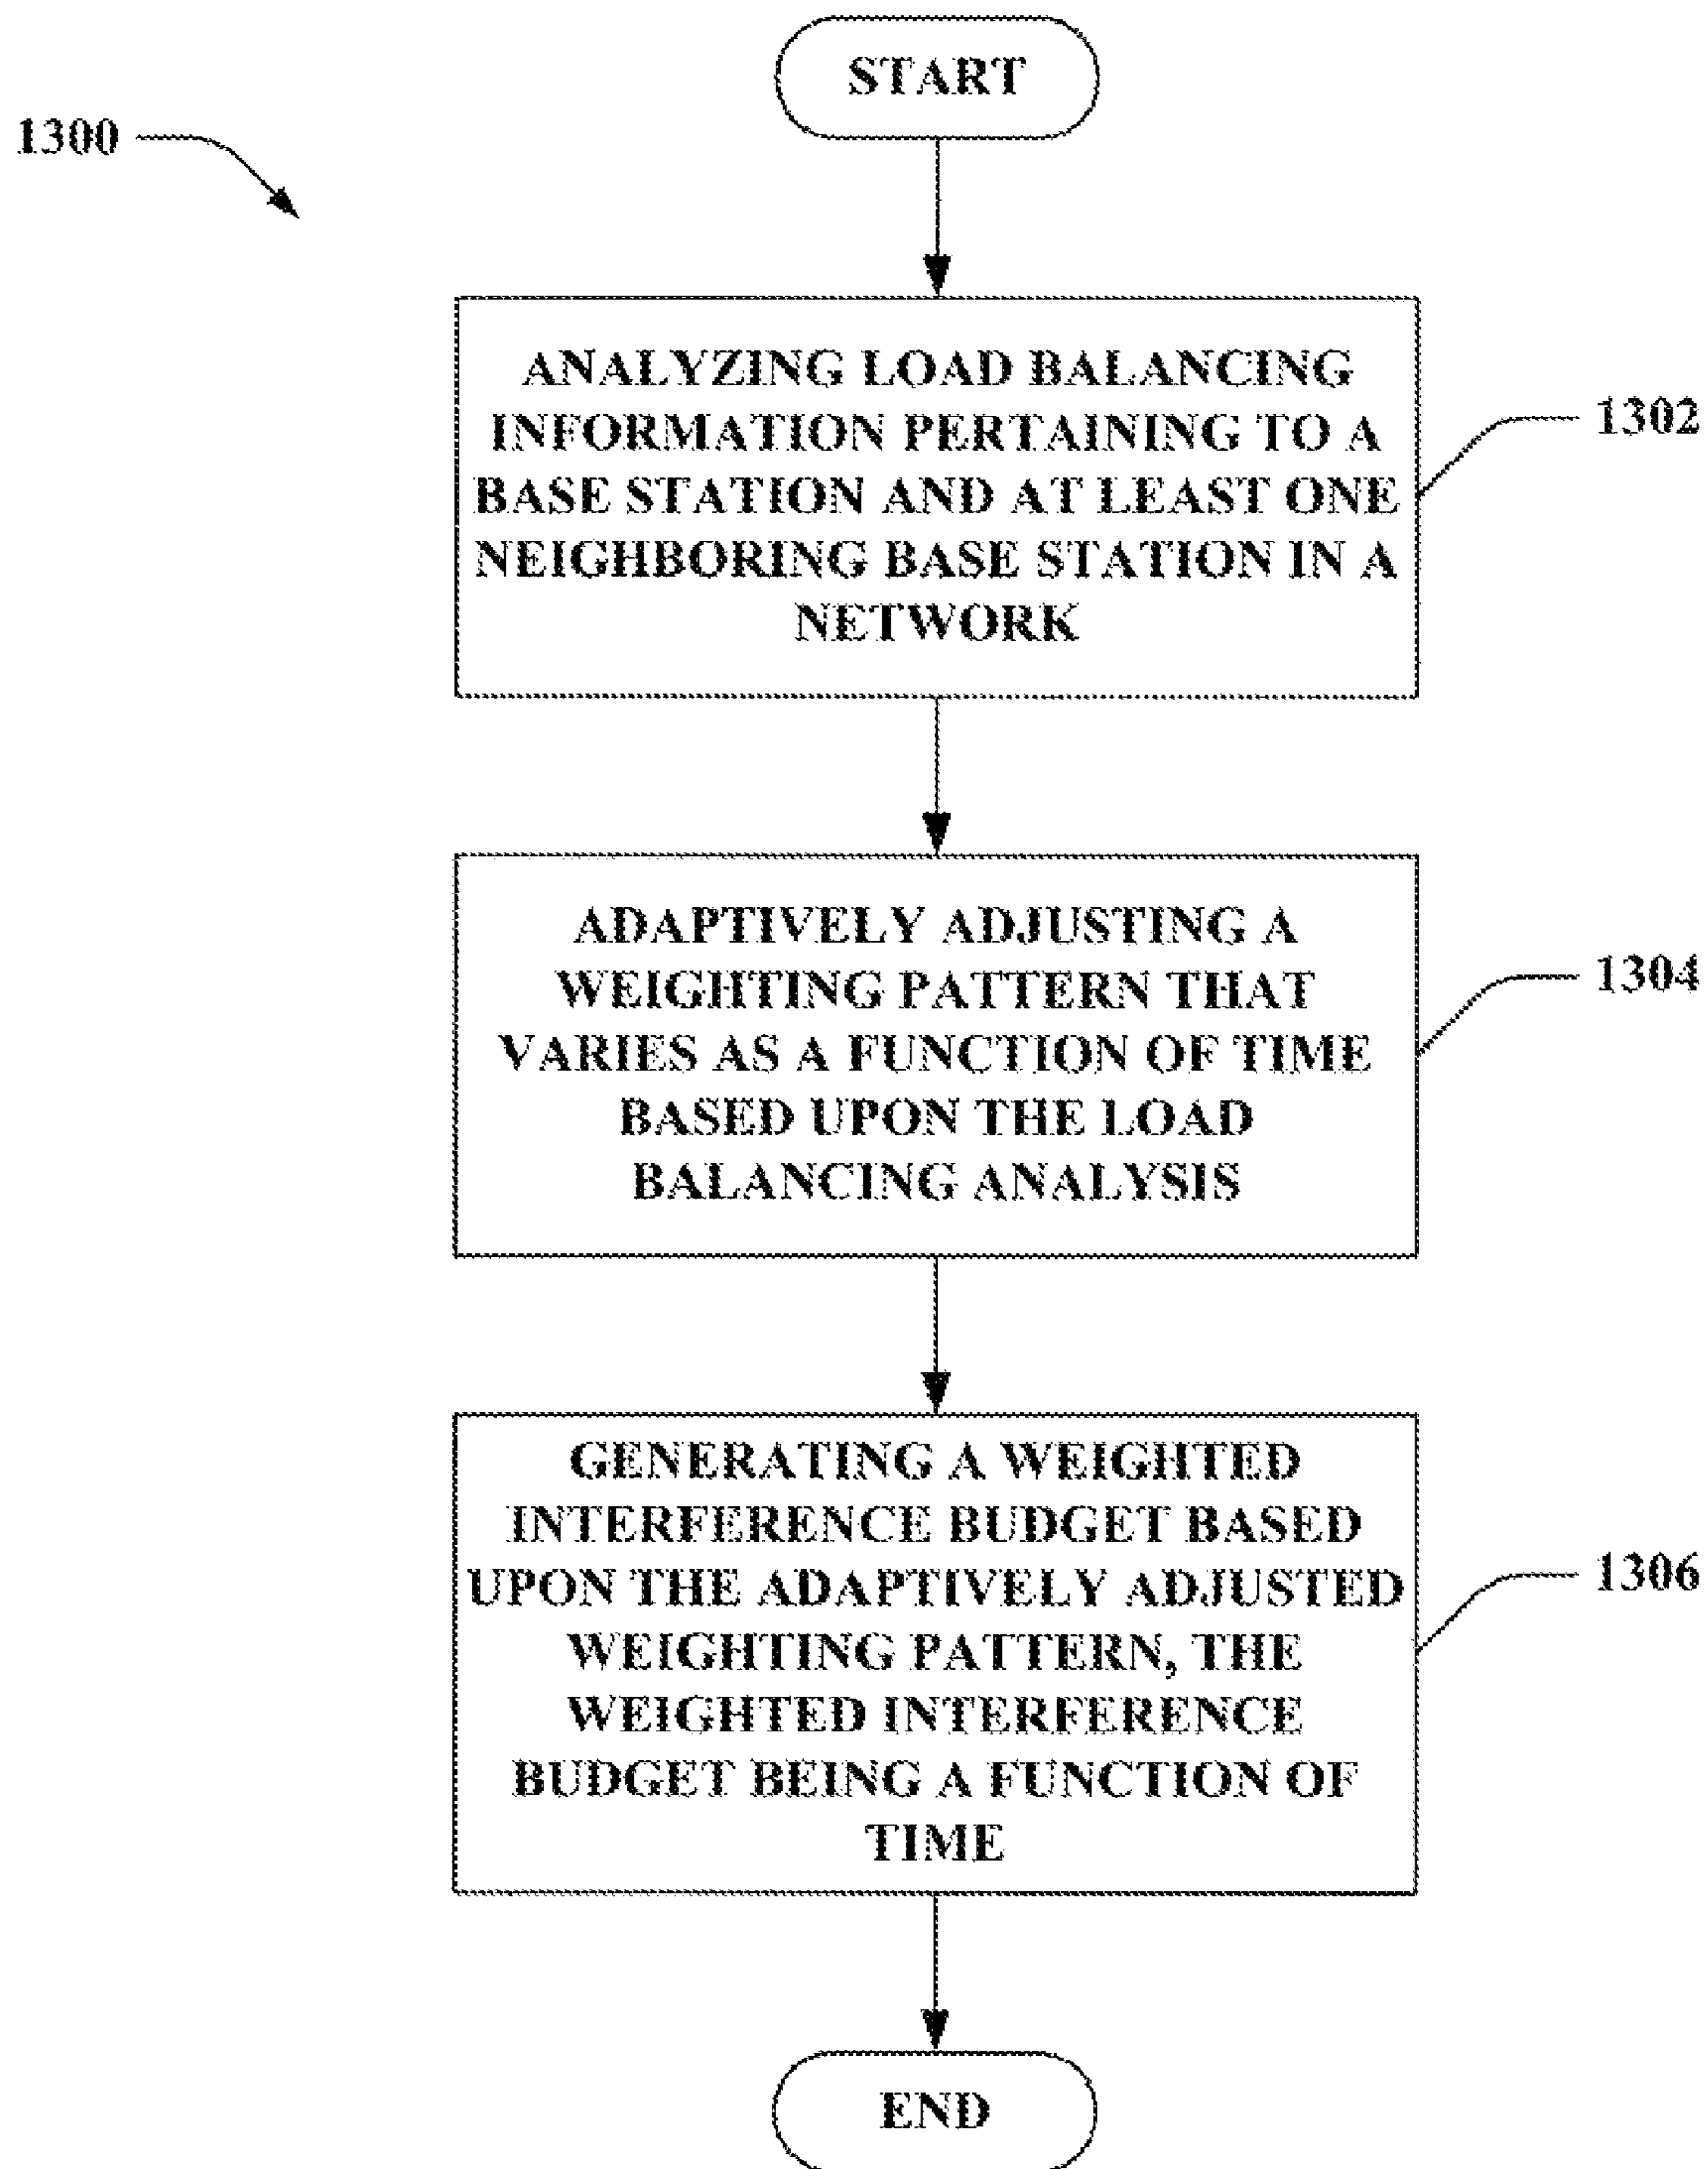 START
1300
ANALYZING LOAD BALANCING
INFORMATION PERTAINING TO A
BASE STATION AND AT LEAST ONE
NEIGHBORING BASE STATION IN A
NETWORK
1302
ADAPTIVELY ADJUSTING A
WEIGHTING PATTERN THAT
VARIES AS A FUNCTION OF TIME
BASED UPON THE LOAD
BALANCING ANALYSIS
1304
GENERATING A WEIGHTED
INTERFERENCE BUDGET BASED
UPON THE ADAPTIVELY ADJUSTED
WEIGHTING PATTERN, THE
WEIGHTED INTERFERENCE
BUDGET BEING A FUNCTION OF
TIME
1306
END